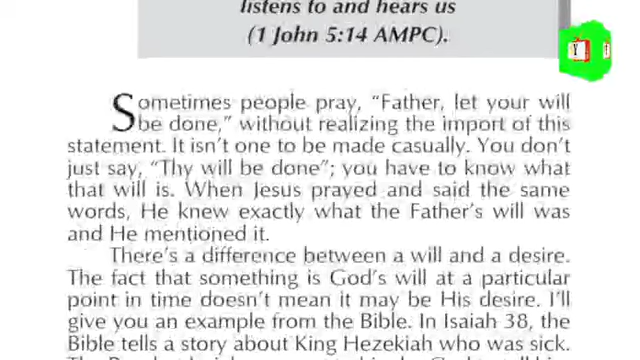 listens to and hears us
(1 John 5:14 AMPC).
Sometimes people pray, “Father, let your will
be done,” without realizing the import of this
statement. It isn’t one to be made casually. You don’t
just say, “Thy will be done”; you have to know what
that will is. When Jesus prayed and said the same
words, He knew exactly what the Father’s will was
and He mentioned it.
There’s a difference between a will and a desire.
The fact that something is God’s will at a particular
point in time doesn’t mean it may be His desire. I’ll
give you an example from the Bible. In Isaiah 38, the
Bible tells a story about King Hezekiah who was sick.